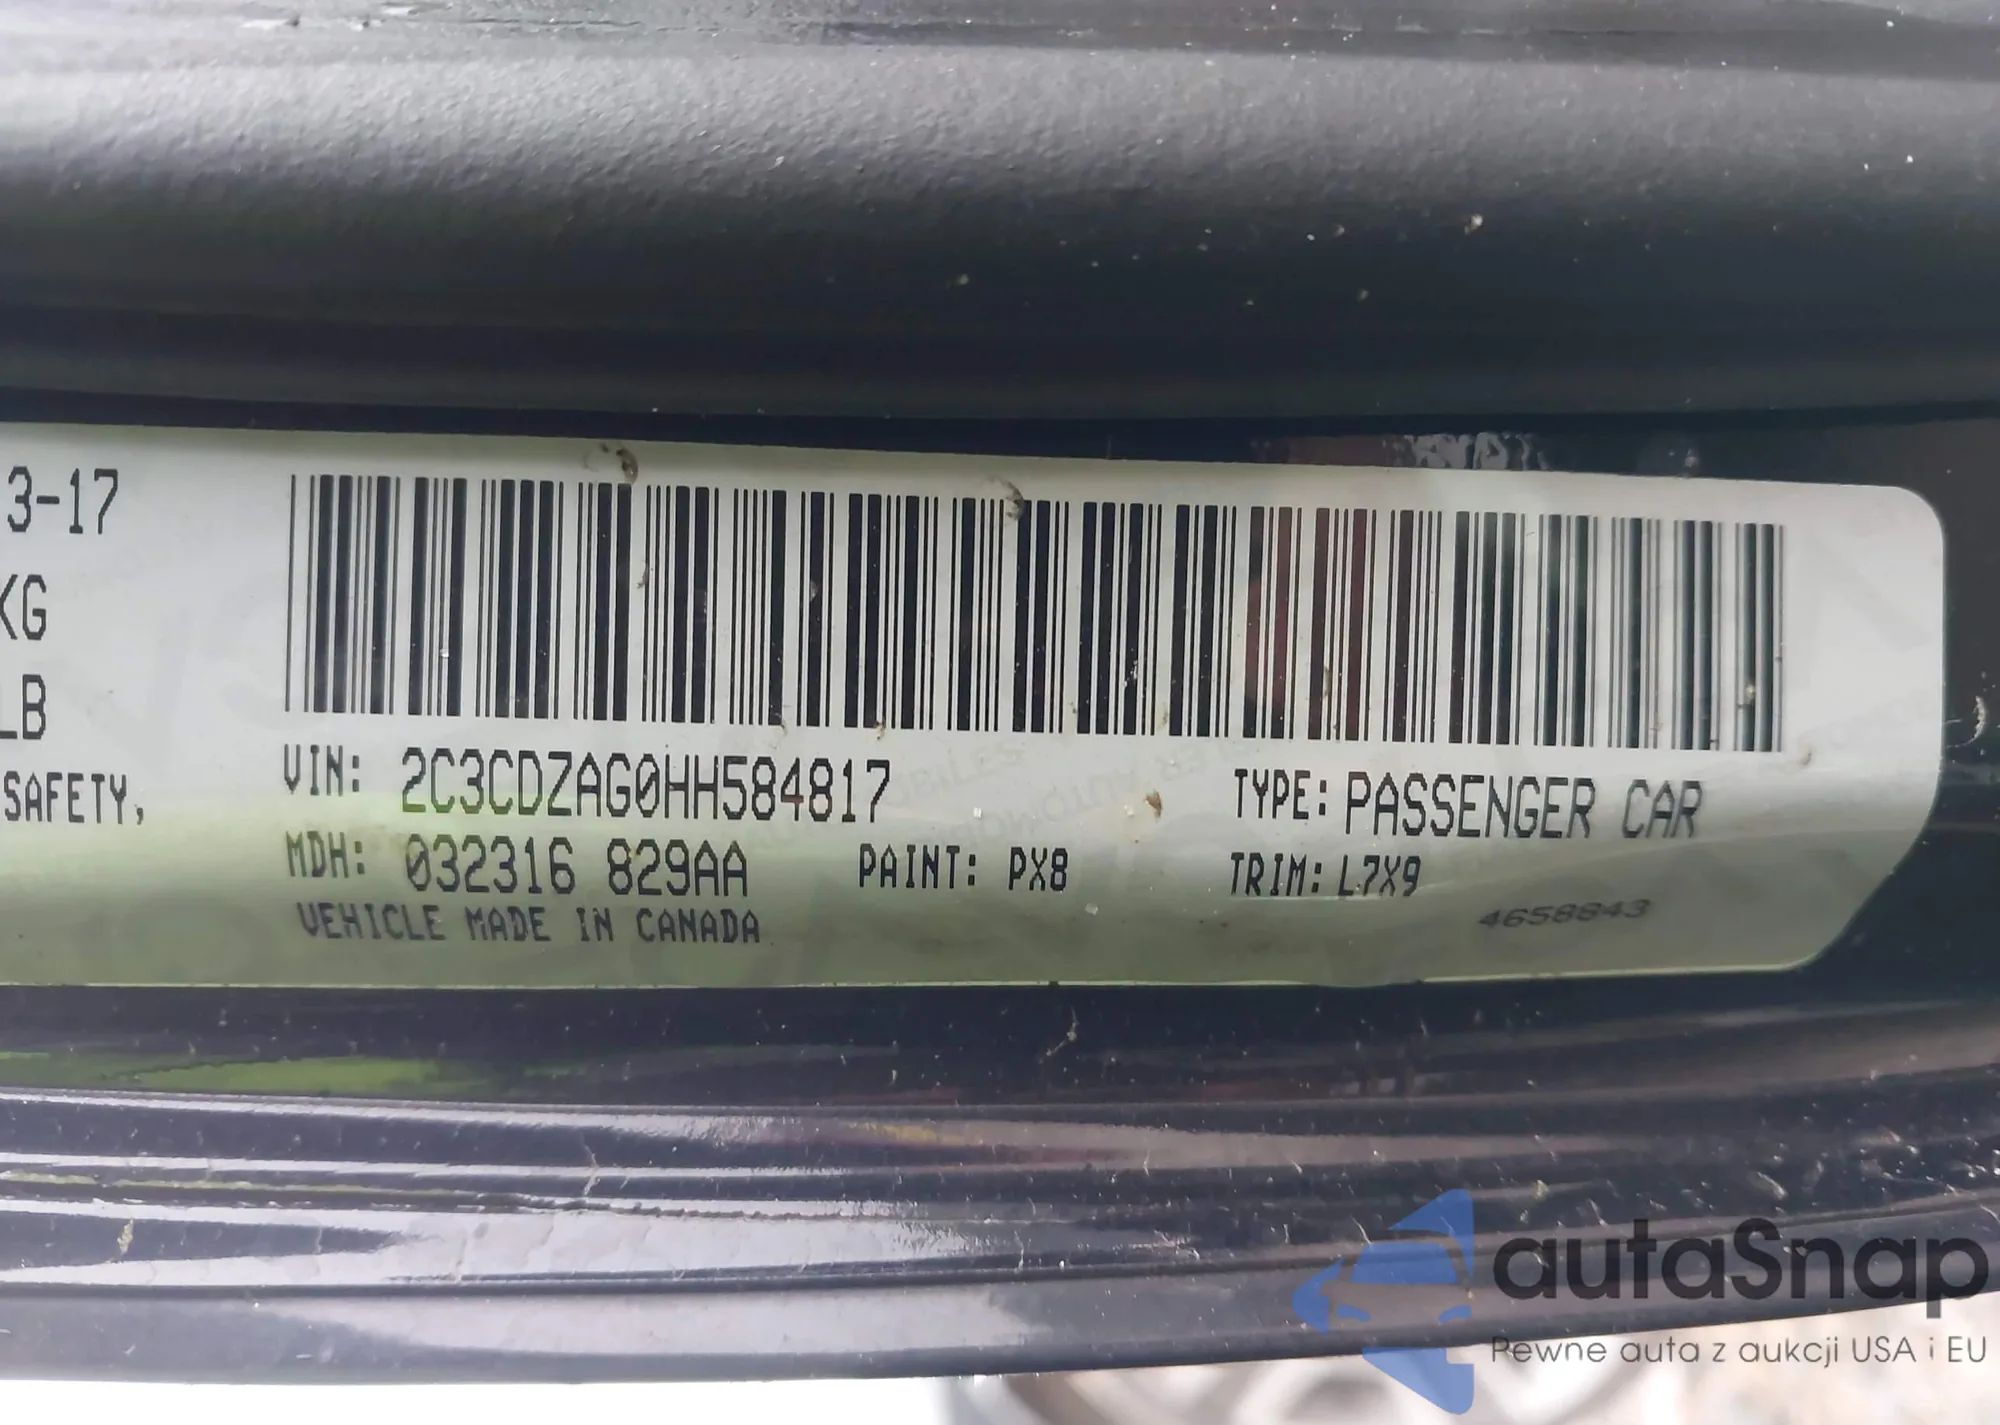 3-17
KG
LB
SAFETY,
VIN: 2C3CDZAG0HH584817
TYPE: PASSENGER CAR
MDH: 032316 829AA
PAINT: PX8
TRIM: L7X9
VEHICLE MADE IN CANADA
4658843
autaSnap
Pewne auta z aukcji USA i EU